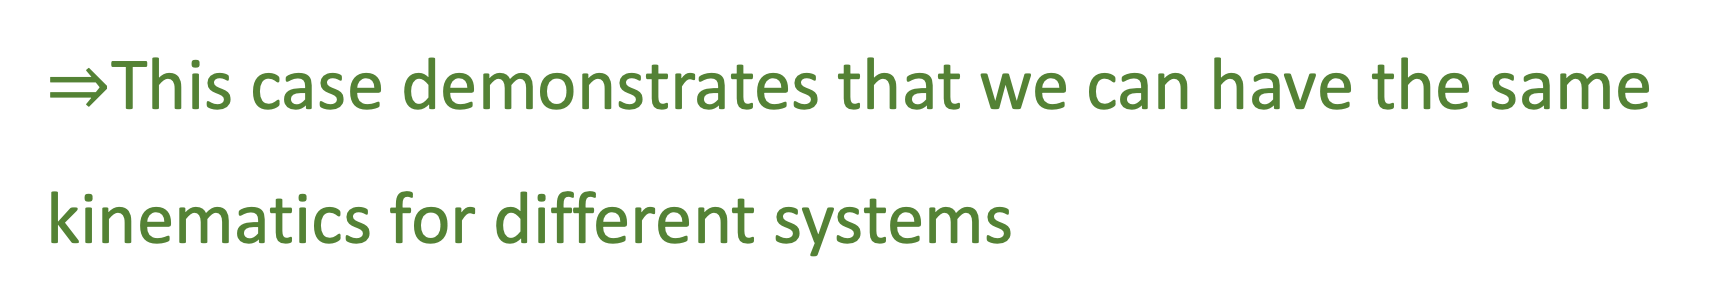 ⇒This case demonstrates that we can have the same
kinematics for different systems